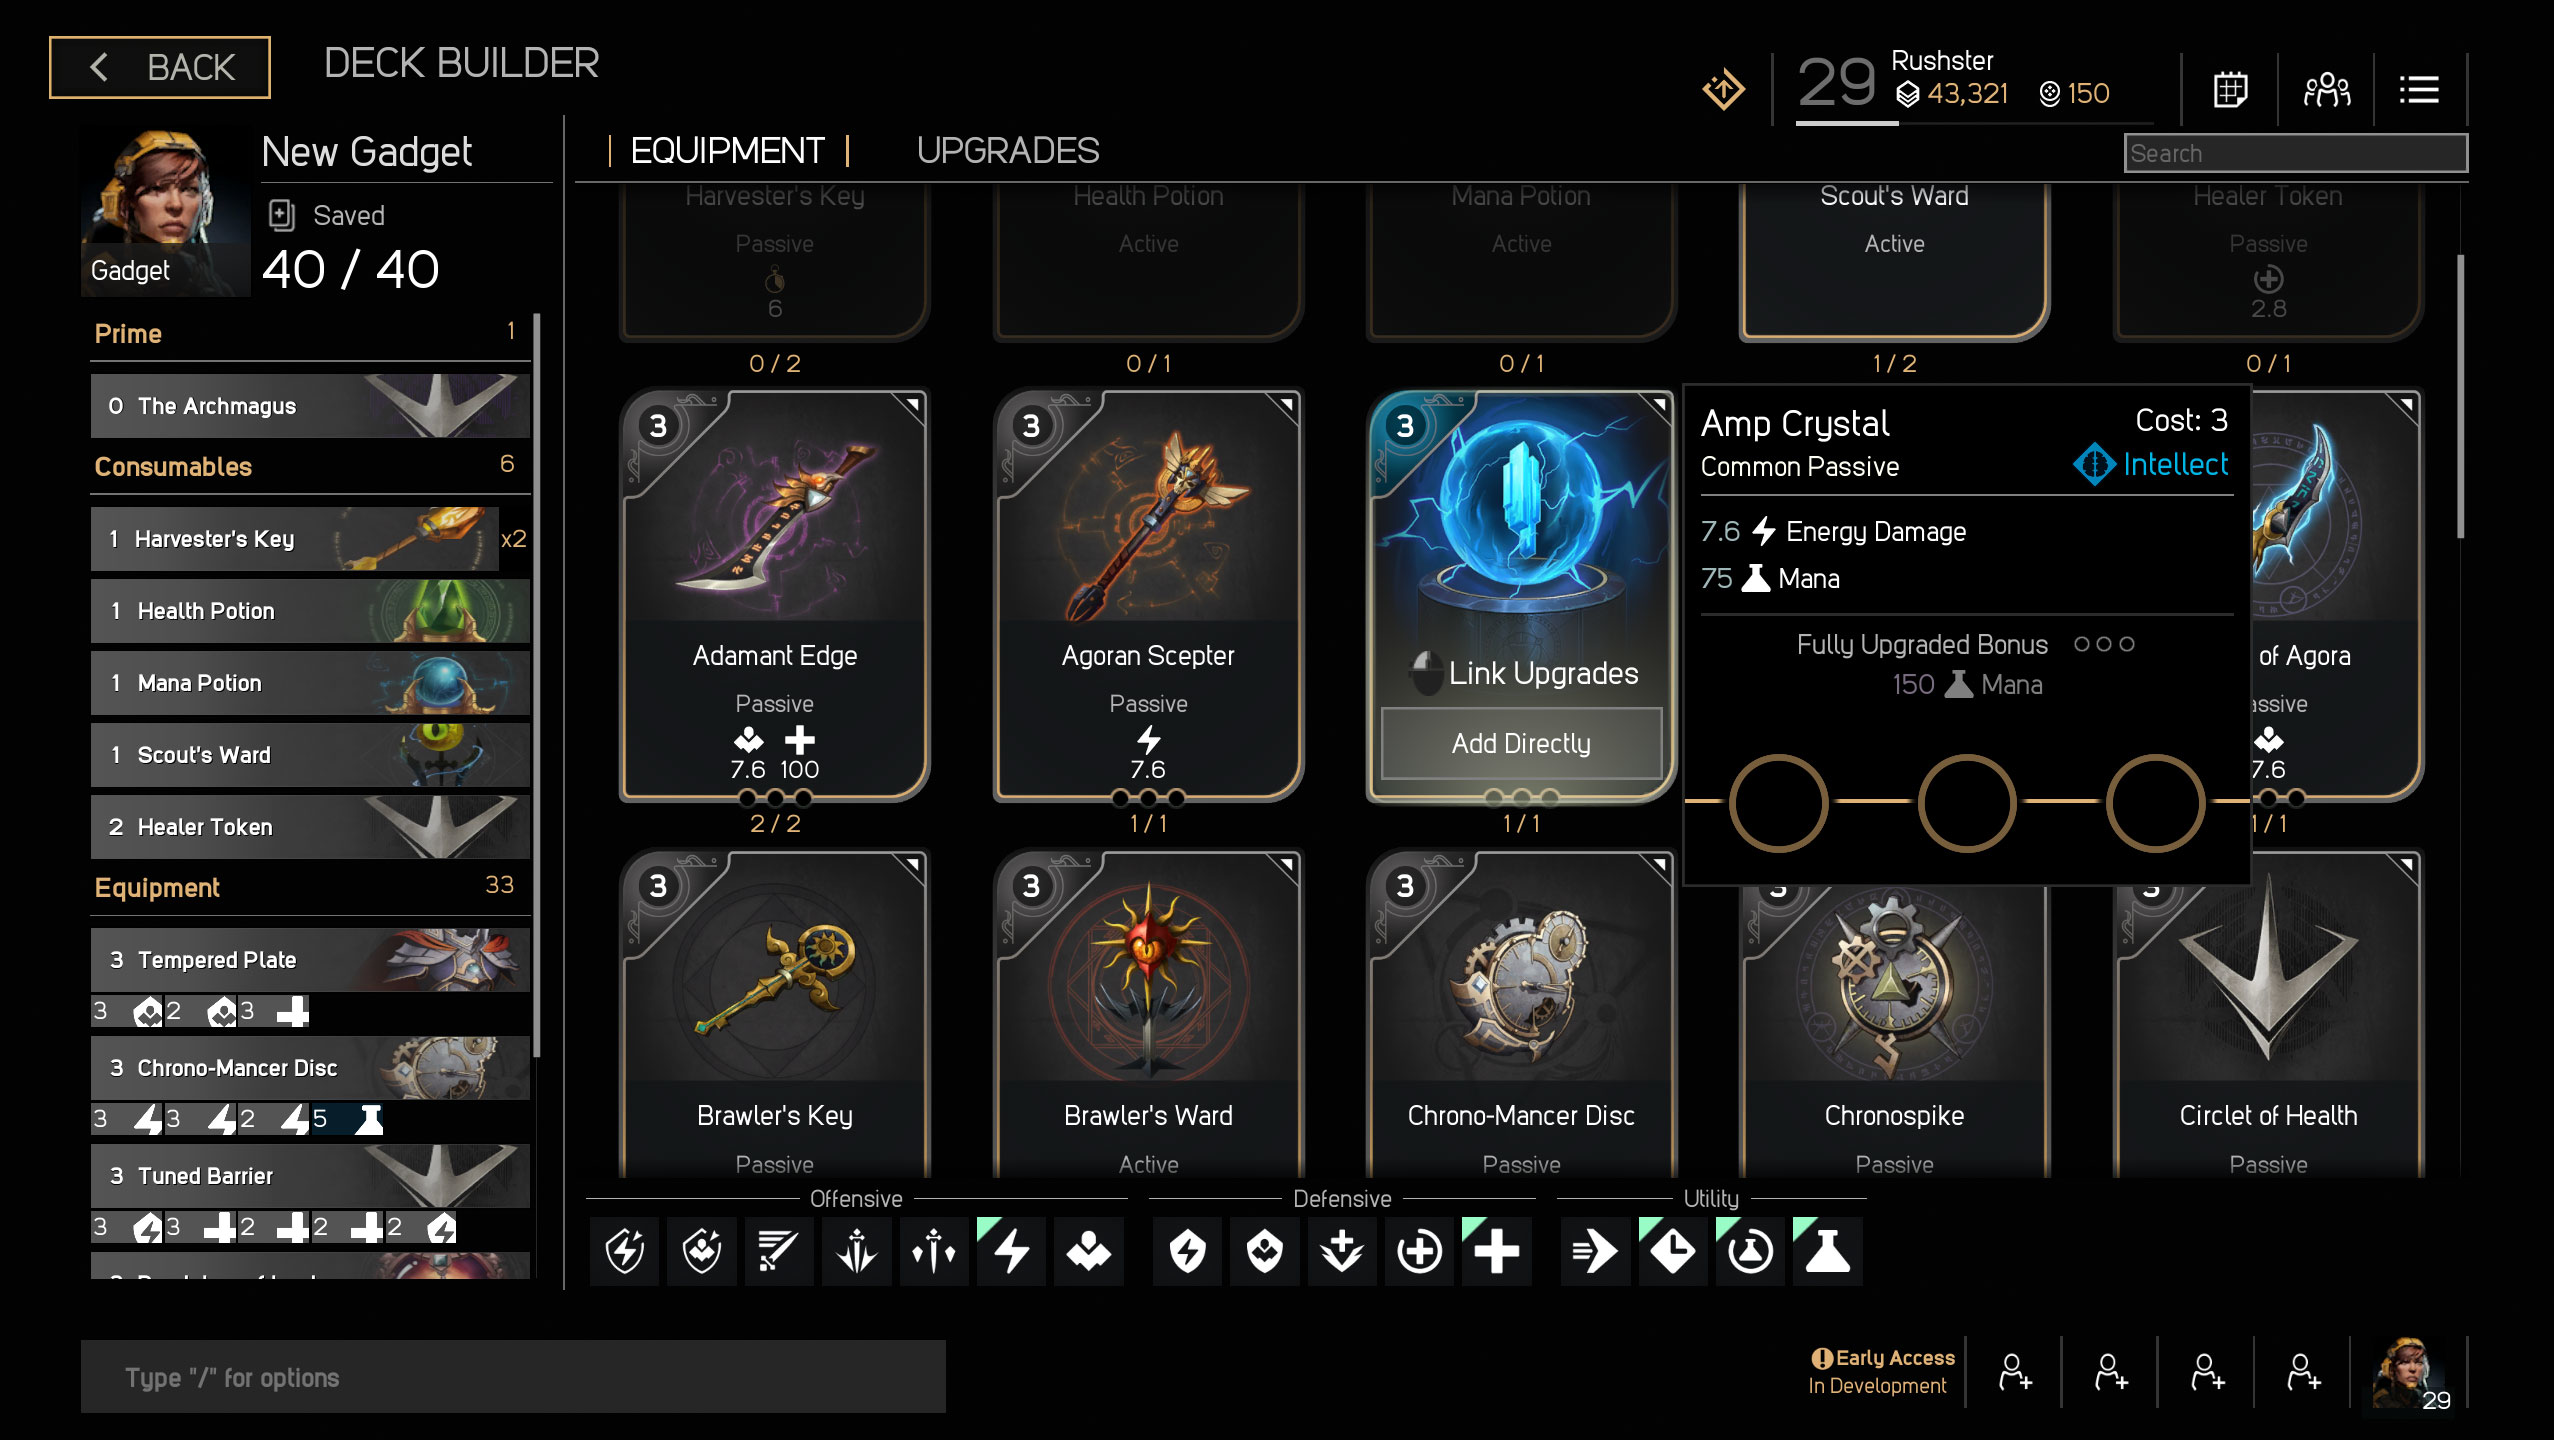 BACK
DECK BUILDER
29
Rushster
43,321
150
New Gadget
Saved
40 / 40
Gadget
EQUIPMENT
UPGRADES
Search
Prime 1
0 The Archmagus
Consumables 6
1 Harvester's Key x2
1 Health Potion
1 Mana Potion
1 Scout's Ward
2 Healer Token
Equipment 33
3 Tempered Plate
3 2 3
3 Chrono-Mancer Disc
3 3 2 5
3 Tuned Barrier
3 3 2 2 2
Harvester's Key
Passive
6
0 / 2
Health Potion
Active
0 / 1
Mana Potion
Active
0 / 1
Scout's Ward
Active
1 / 2
Healer Token
Passive
2.8
0 / 1
3
Adamant Edge
Passive
7.6 100
2 / 2
3
Agoran Scepter
Passive
7.6
1 / 1
3
Link Upgrades
Add Directly
1 / 1
Amp Crystal
Cost: 3
Common Passive
Intellect
7.6 Energy Damage
75 Mana
Fully Upgraded Bonus
150 Mana
of Agora
assive
7.6
1 / 1
3
Brawler's Key
Passive
3
Brawler's Ward
Active
3
Chrono-Mancer Disc
Passive
3
Chronospike
Passive
3
Circlet of Health
Passive
Offensive
Defensive
Utility
Type "/" for options
Early Access
In Development
29